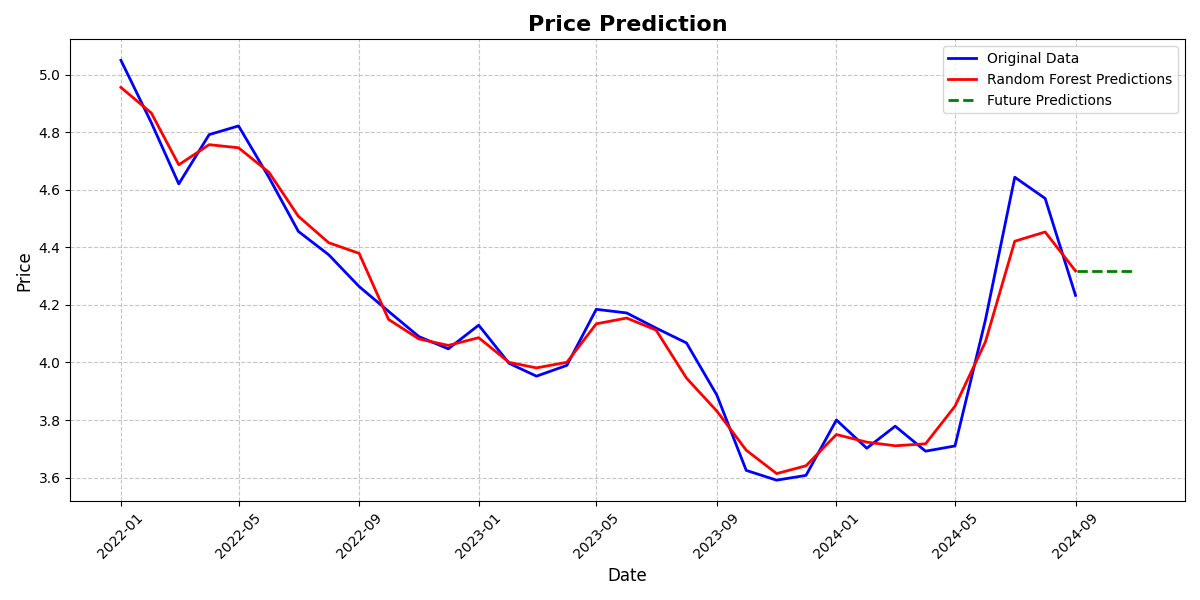 Price Prediction
Original Data
Random Forest Predictions
Future Predictions
Price
5.0
4.8
4.6
4.4
4.2
4.0
3.8
3.6
2022-01
2022-05
2022-09
2023-01
2023-05
2023-09
2024-01
2024-05
2024-09
Date